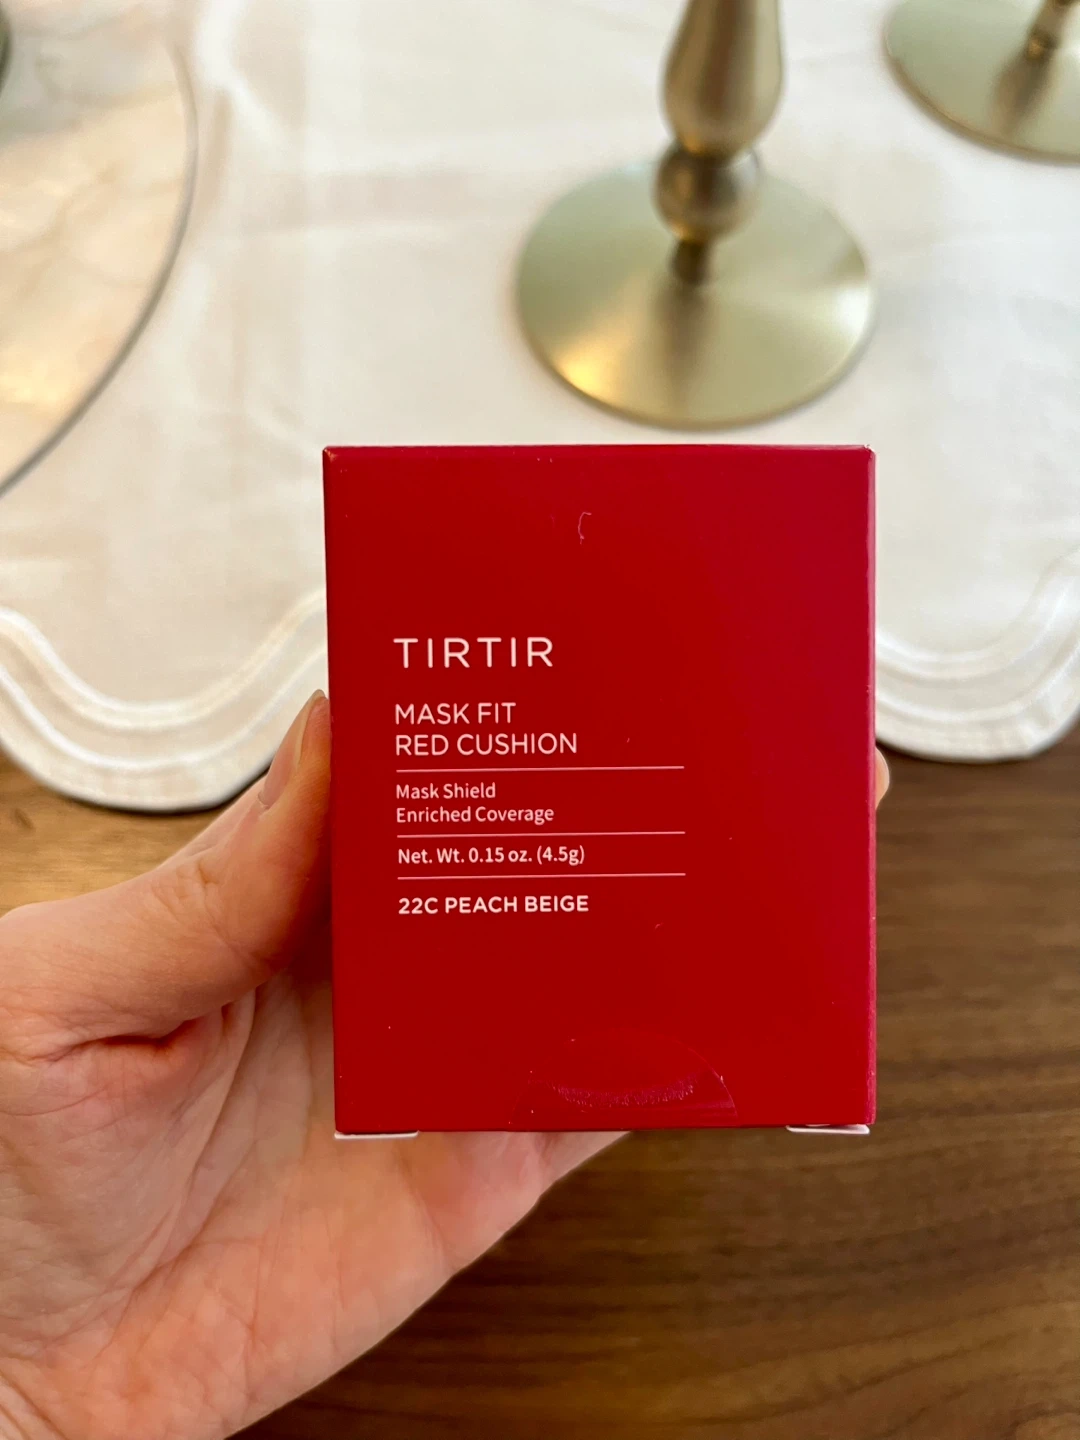 TIRTIR
MASK FIT
RED CUSHION
Mask Shield
Enriched Coverage
Net. Wt. 0.15 oz. (4.5g)
22C PEACH BEIGE